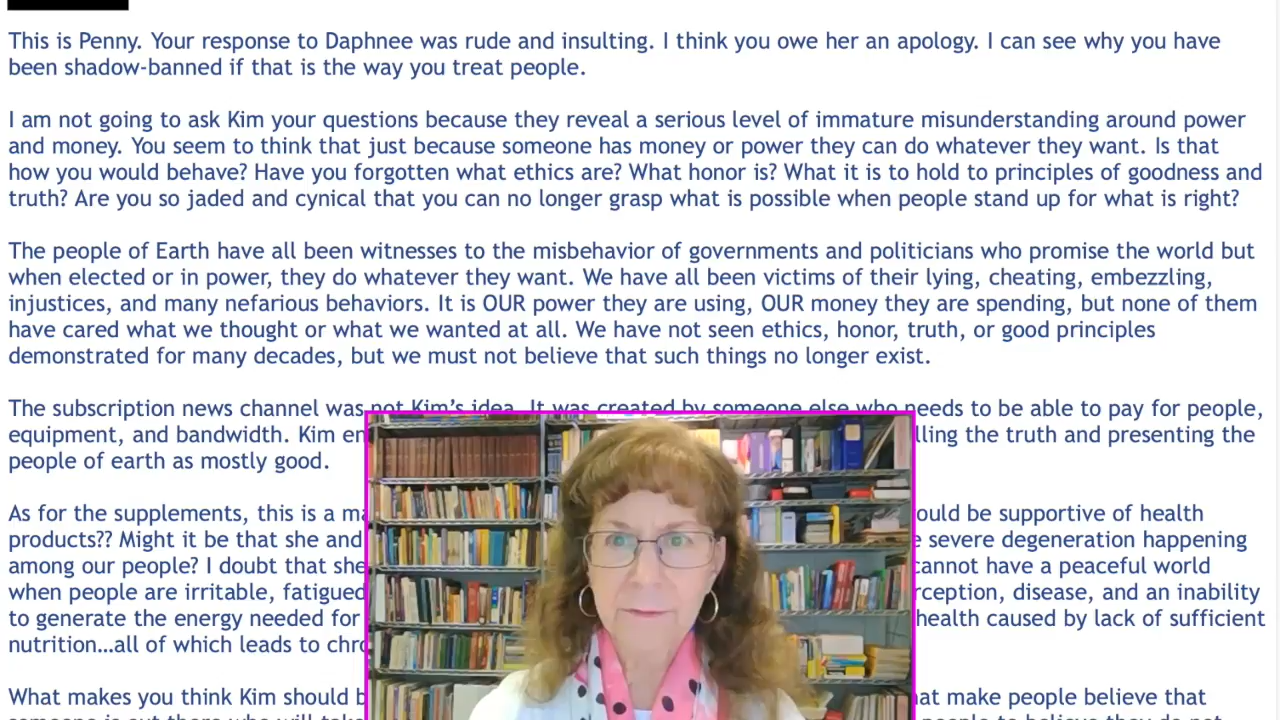 This is Penny. Your response to Daphnee was rude and insulting. I think you owe her an apology. I can see why you have
been shadow-banned if that is the way you treat people.
I am not going to ask Kim your questions because they reveal a serious level of immature misunderstanding around power
and money. You seem to think that just because someone has money or power they can do whatever they want. Is that
how you would behave? Have you forgotten what ethics are? What honor is? What it is to hold to principles of goodness and
truth? Are you so jaded and cynical that you can no longer grasp what is possible when people stand up for what is right?
The people of Earth have all been witnesses to the misbehavior of governments and politicians who promise the world but
when elected or in power, they do whatever they want. We have all been victims of their lying, cheating, embezzling,
injustices, and many nefarious behaviors. It is OUR power they are using, OUR money they are spending, but none of them
have cared what we thought or what we wanted at all. We have not seen ethics, honor, truth, or good principles
demonstrated for many decades, but we must not believe that such things no longer exist.
The subscription news channel was not Kim's idea. It was created by someone else who needs to be able to pay for people,
equipment, and bandwidth. Kim lling the truth and presenting the
people of earth as mostly good.
As for the supplements, this is a ould be supportive of health
products?? Might it be that she and severe degeneration happening
among our people? I doubt that she cannot have a peaceful world
when people are irritable, fatigued rception, disease, and an inability
to generate the energy needed for health caused by lack of sufficient
nutrition...all of which leads to
What makes you think Kim should make people believe that
someone is out there who will people to believe they do not